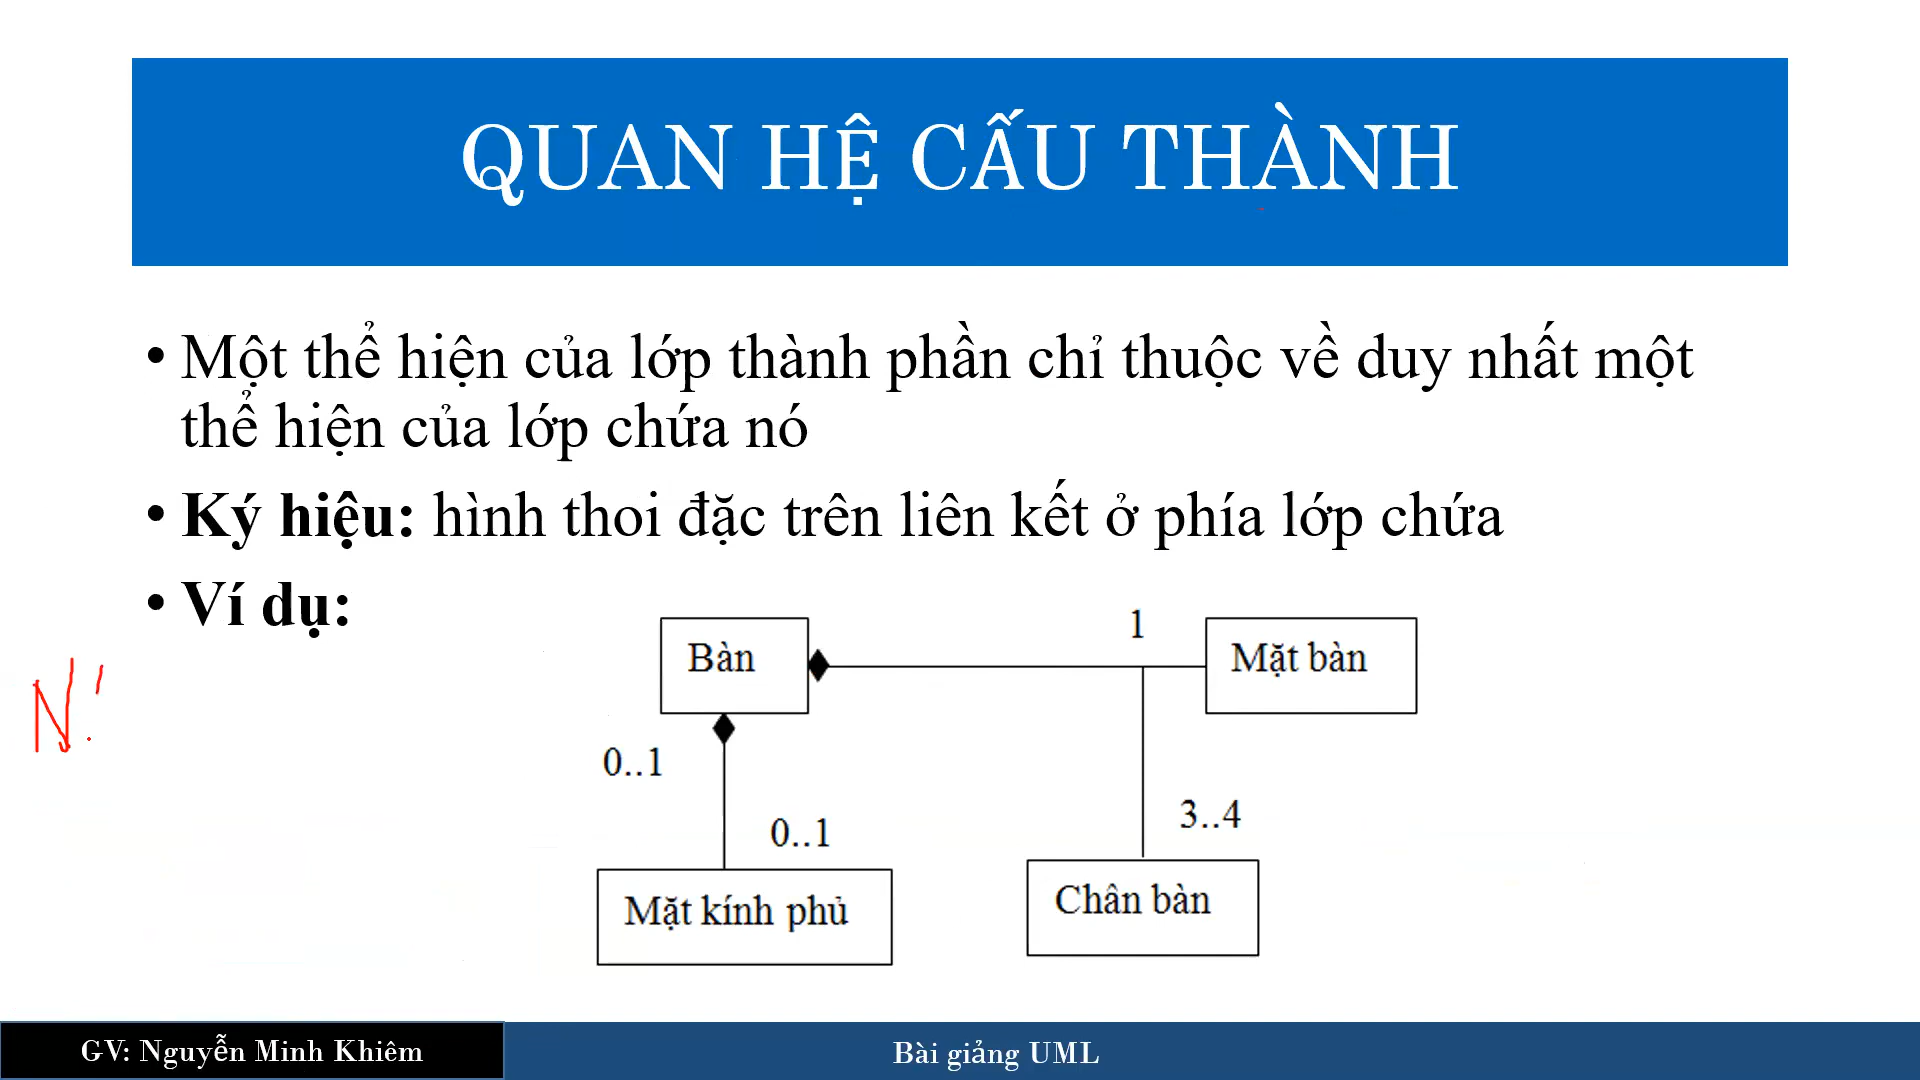 QUAN HỆ CẤU THÀNH
• Một thể hiện của lớp thành phần chỉ thuộc về duy nhất một
thể hiện của lớp chứa nó
• Ký hiệu: hình thoi đặc trên liên kết ở phía lớp chứa
• Ví dụ:
1
Bàn
Mặt bàn
0..1
3..4
0..1
Mặt kính phủ
Chân bàn
GV: Nguyễn Minh Khiêm
Bài giảng UML